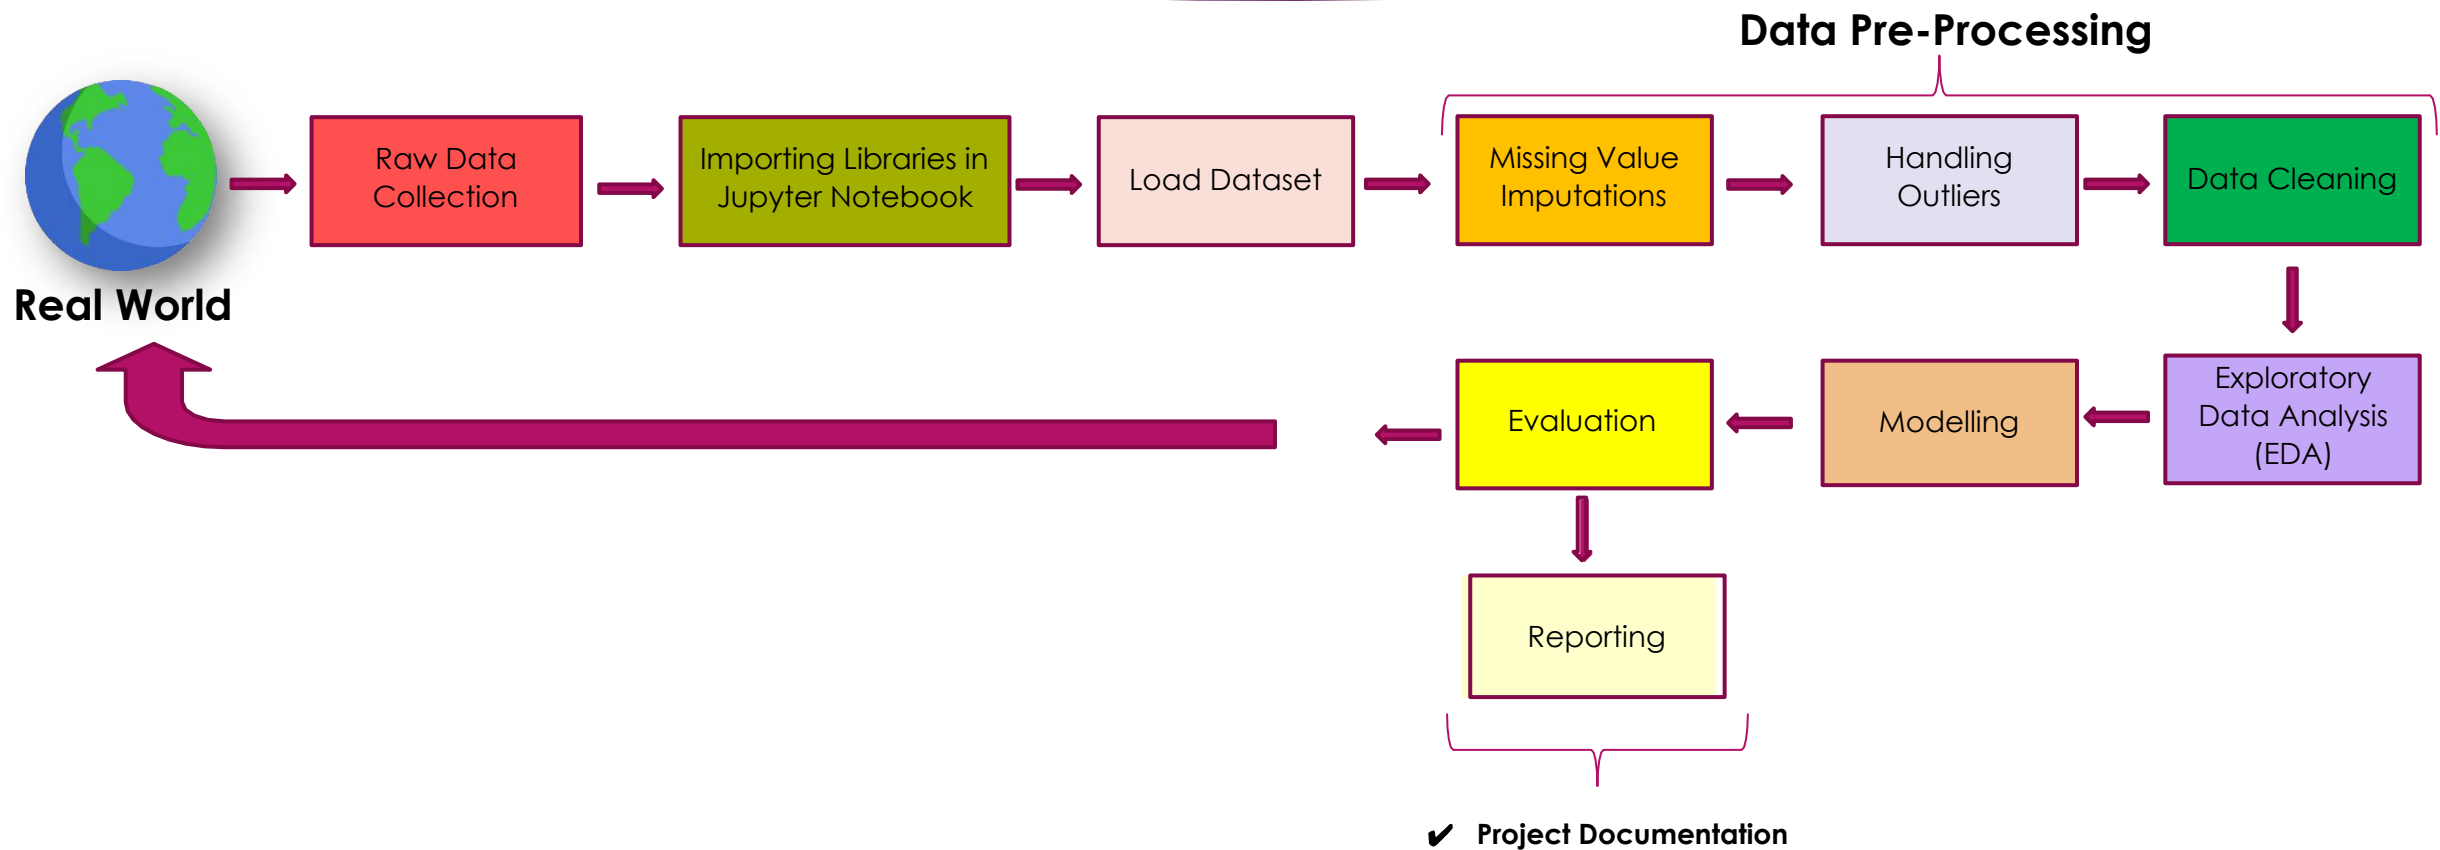 Data Pre-Processing
Raw Data
Collection
Importing Libraries in
Jupyter Notebook
Load Dataset
Missing Value
Imputations
Handling
Outliers
Data Cleaning
Real World
Exploratory
Data Analysis
(EDA)
Modelling
Evaluation
Reporting
✔ Project Documentation